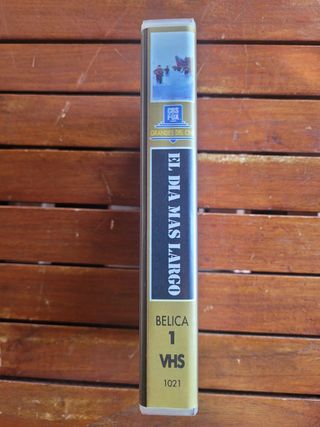 CBS
FOX
GRANDES DEL CINE
EL DIA MAS LARGO
BELICA
1
VHS
1021